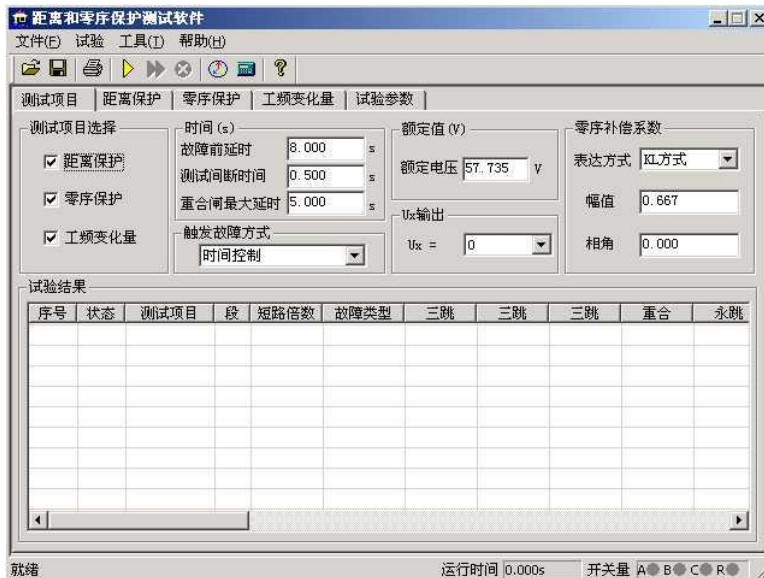 距离和零序保护测试软件
文件(F) 试验 工具(T) 帮助(H)
测试项目 距离保护 零序保护 工频变化量 试验参数
测试项目选择
距离保护
零序保护
工频变化量
时间(s)
故障前延时 8.000 s
测试间断时间 0.500 s
重合闸最大延时 5.000 s
触发故障方式
时间控制
额定值(V)
额定电压 57.735 V
Ux输出
Ux = 0
零序补偿系数
表达方式 KL方式
幅值 0.667
相角 0.000
试验结果
序号 状态 测试项目 段 短路倍数 故障类型 三跳 三跳 三跳 重合 永跳
就绪 运行时间 0.000s 开关量 A B C R